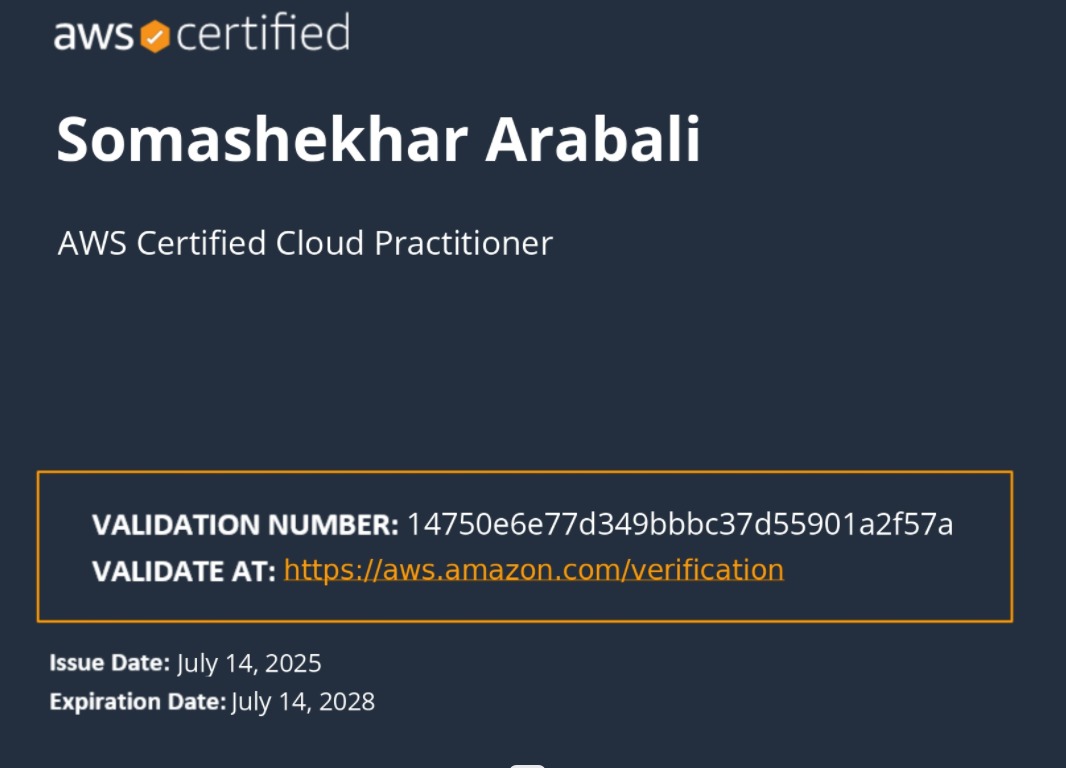 aws certified
Somashekhar Arabali
AWS Certified Cloud Practitioner
VALIDATION NUMBER: 14750e6e77d349bbbc37d55901a2f57a
VALIDATE AT: https://aws.amazon.com/verification
Issue Date: July 14, 2025
Expiration Date: July 14, 2028